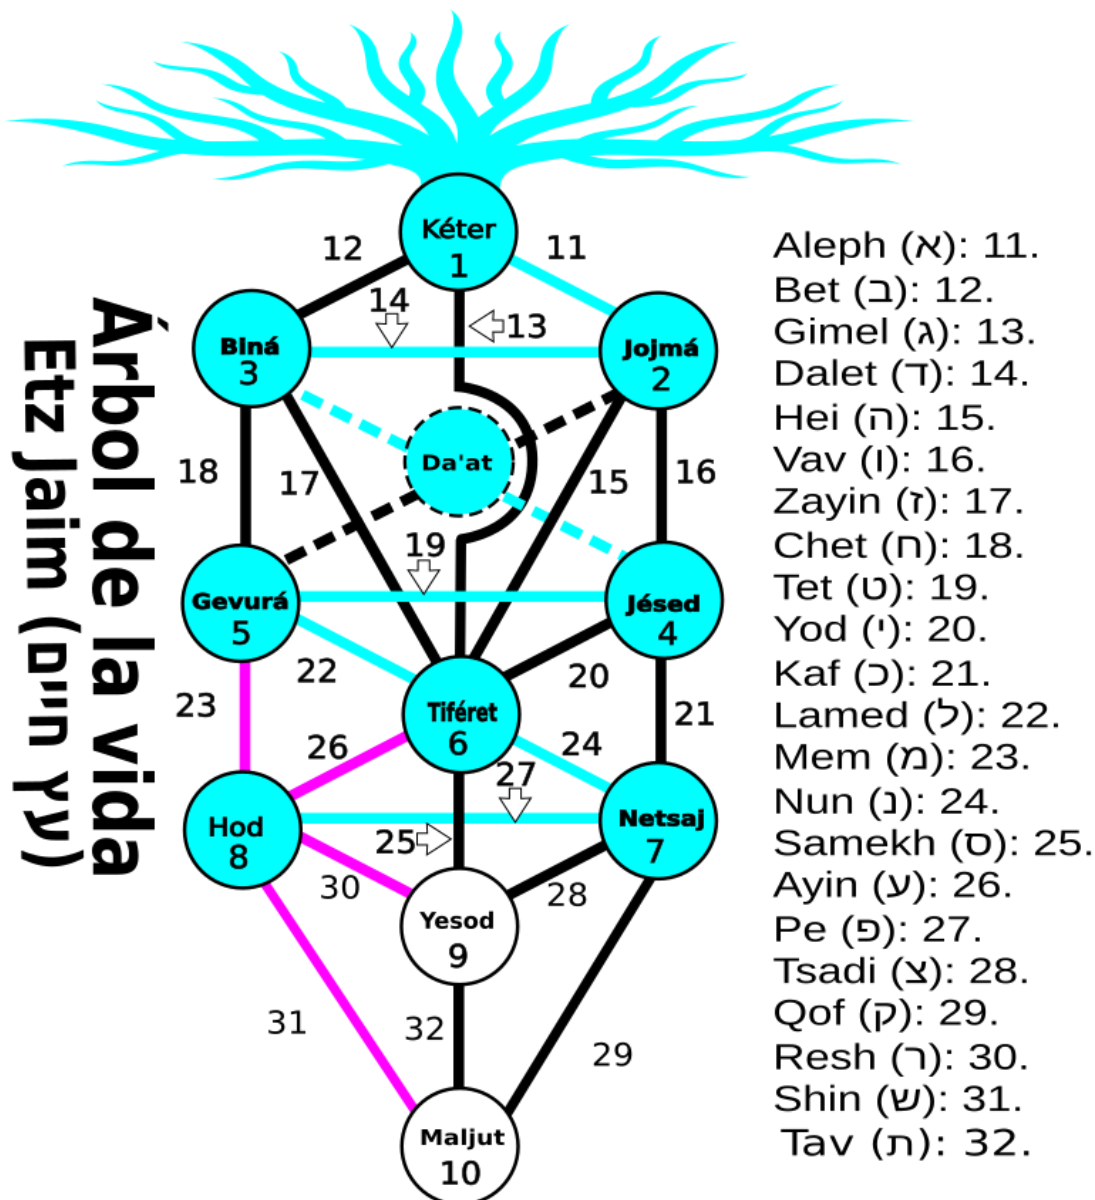 Árbol de la vida
Etz Jaim (עץ חיים)
Kéter
1
12
11
14
13
Biná
3
Jojmá
2
Da'at
18
17
15
16
19
Gevurá
5
Jésed
4
22
20
23
21
Tiféret
6
26
24
27
Hod
8
Netsaj
7
25
30
28
Yesod
9
31
32
29
Maljut
10
Aleph (א): 11.
Bet (ב): 12.
Gimel (ג): 13.
Dalet (ד): 14.
Hei (ה): 15.
Vav (ו): 16.
Zayin (ז): 17.
Chet (ח): 18.
Tet (ט): 19.
Yod (י): 20.
Kaf (כ): 21.
Lamed (ל): 22.
Mem (מ): 23.
Nun (נ): 24.
Samekh (ס): 25.
Ayin (ע): 26.
Pe (פ): 27.
Tsadi (צ): 28.
Qof (ק): 29.
Resh (ר): 30.
Shin (ש): 31.
Tav (ת): 32.